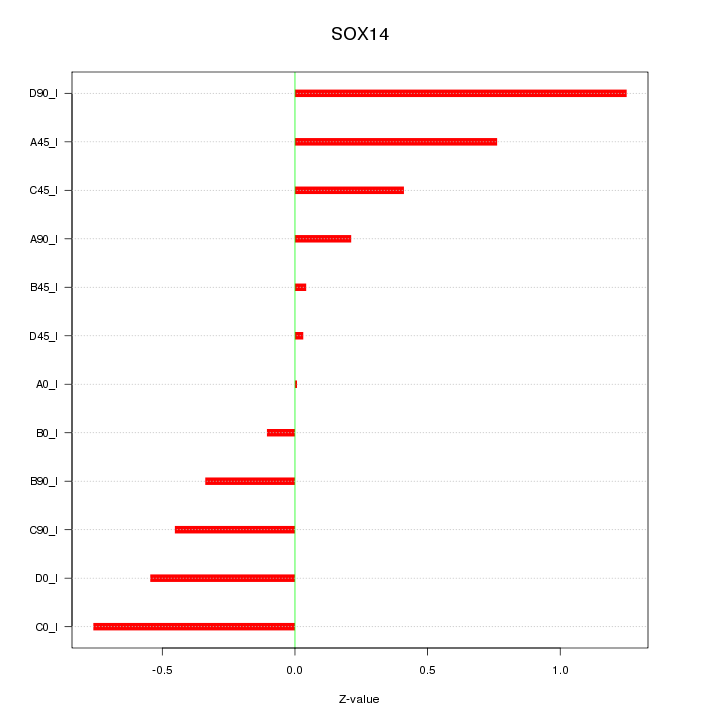 SOX14
D90_I
A45_I
C45_I
A90_I
B45_I
D45_I
A0_I
B0_I
B90_I
C90_I
D0_I
C0_I
-0.5 0.0 0.5 1.0
Z-value